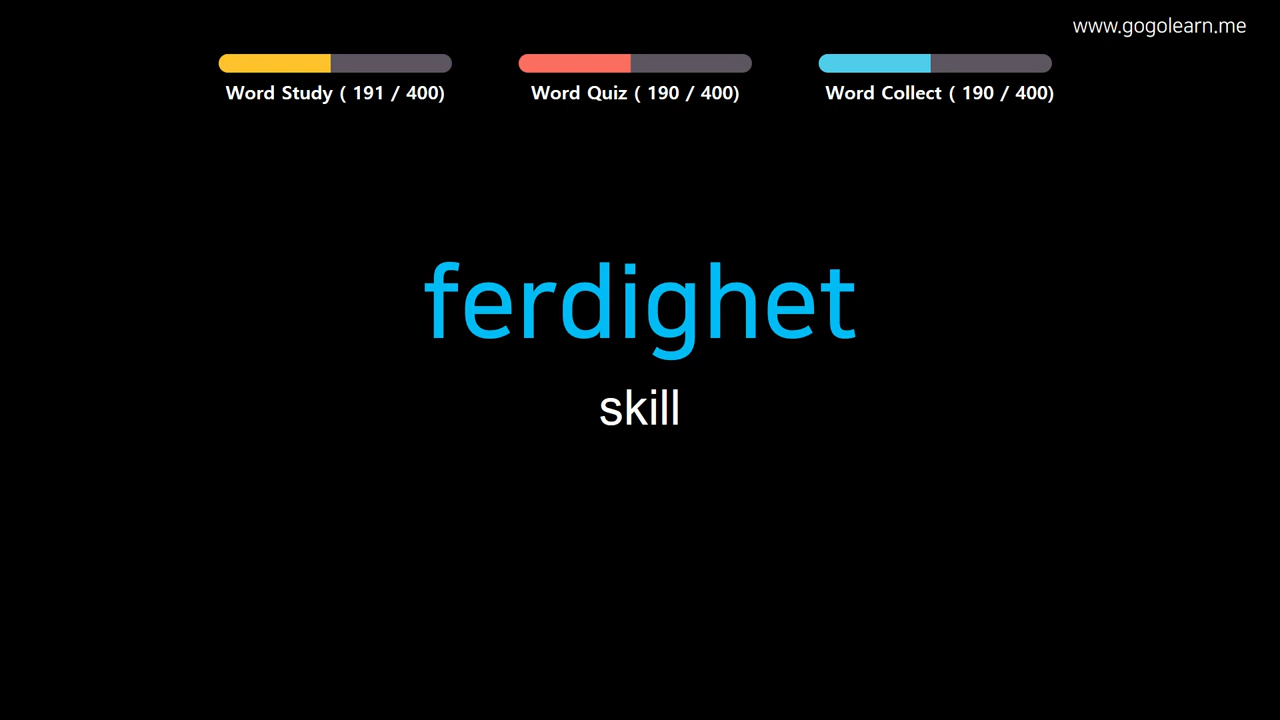 www.gogolearn.me
Word Study ( 191 / 400)
Word Quiz ( 190 / 400)
Word Collect ( 190 / 400)
ferdighet
skill